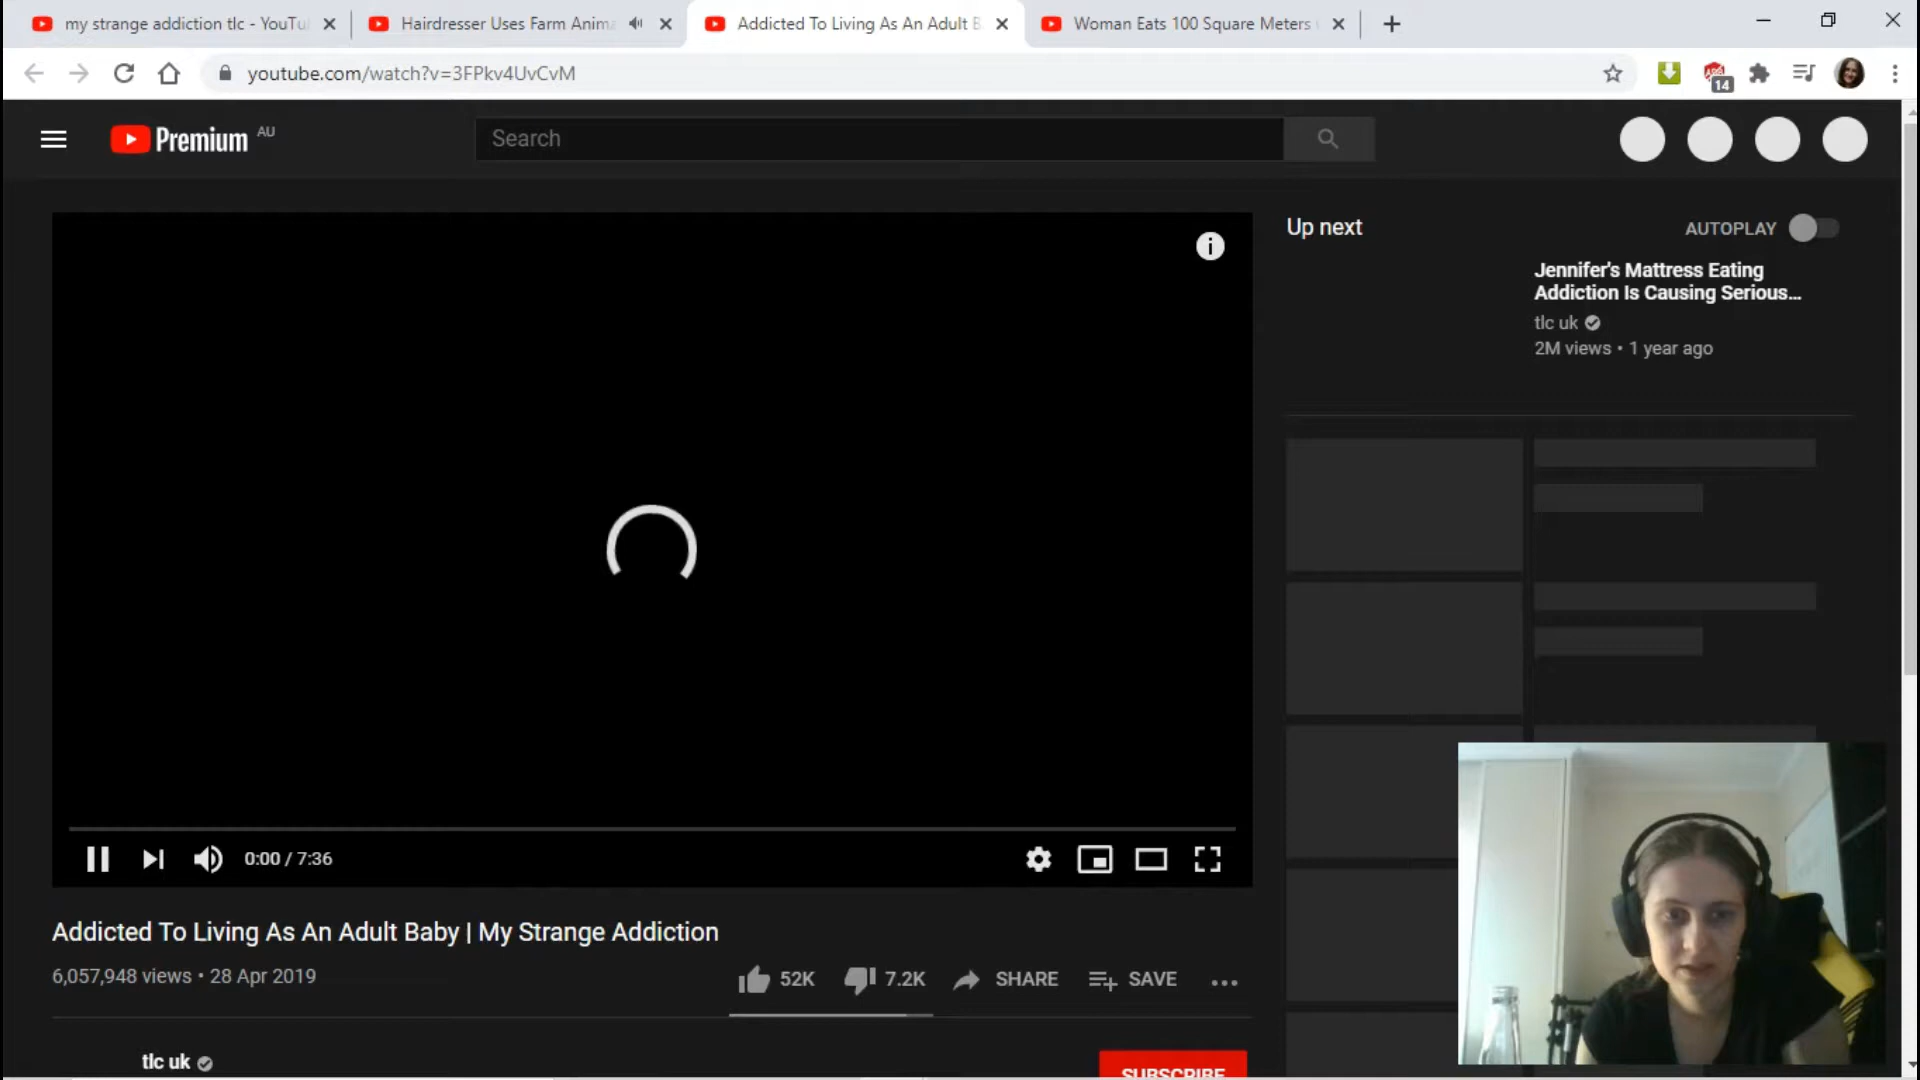 my strange addiction tlc - YouTu
Hairdresser Uses Farm Anima
Addicted To Living As An Adult B
Woman Eats 100 Square Meters
youtube.com/watch?v=3FPkv4UvCvM
14
Premium AU
Search
Up next
AUTOPLAY
Jennifer's Mattress Eating
Addiction Is Causing Serious...
tlc uk
2M views • 1 year ago
0:00 / 7:36
Addicted To Living As An Adult Baby | My Strange Addiction
6,057,948 views • 28 Apr 2019
52K
7.2K
SHARE
SAVE
tlc uk
SUBSCRIBE